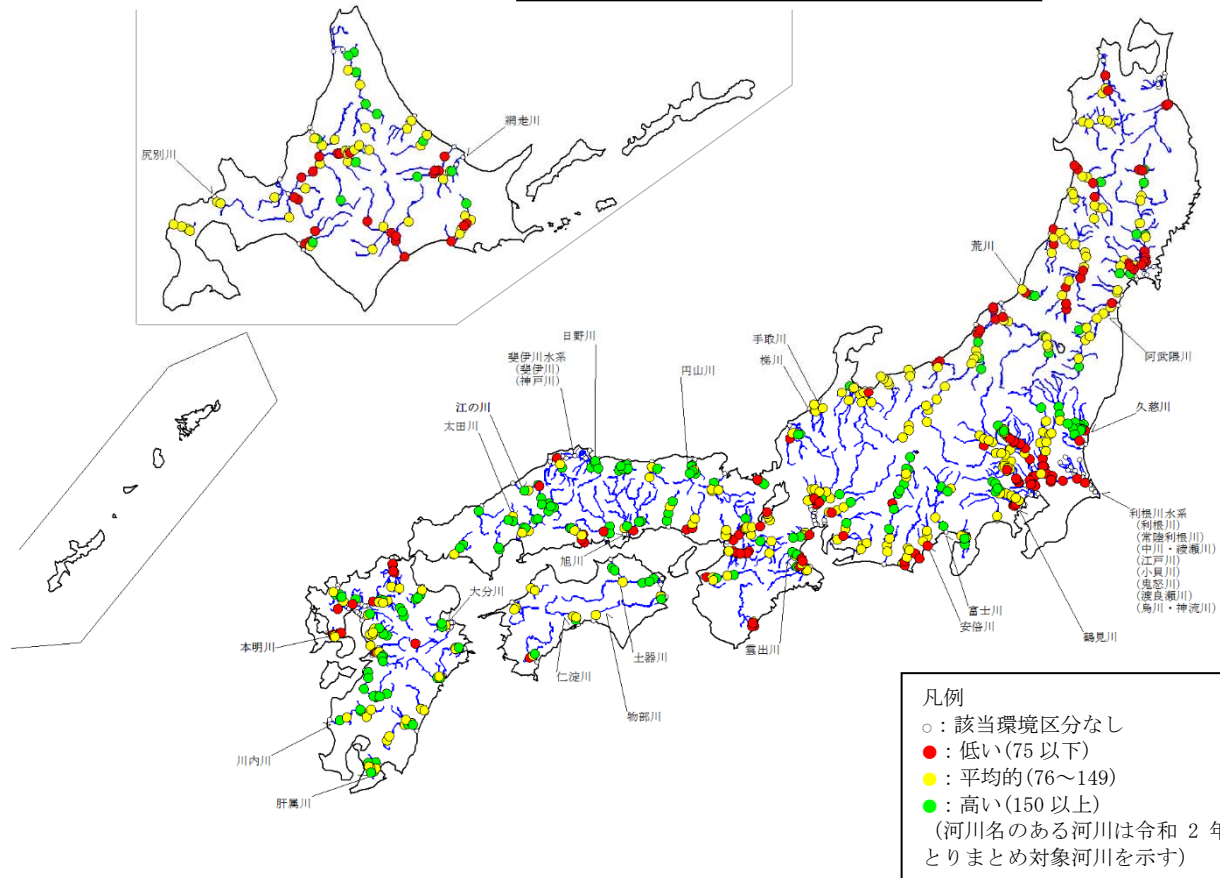 網走川
尻別川
荒川
日野川
手取川
斐伊川水系
(斐伊川)
(神戸川)
円山川
梯川
阿武隈川
江の川
太田川
久慈川
利根川水系
(利根川)
(常陸利根川)
(中川・綾瀬川)
(江戸川)
(小貝川)
(鬼怒川)
(渡良瀬川)
(烏川・神流川)
旭川
大分川
富士川
安倍川
鶴見川
本明川
土器川
雲出川
仁淀川
物部川
川内川
肝属川
凡例
○：該当環境区分なし
●：低い(75 以下)
●：平均的(76～149)
●：高い(150 以上)
(河川名のある河川は令和 2 年
とりまとめ対象河川を示す)